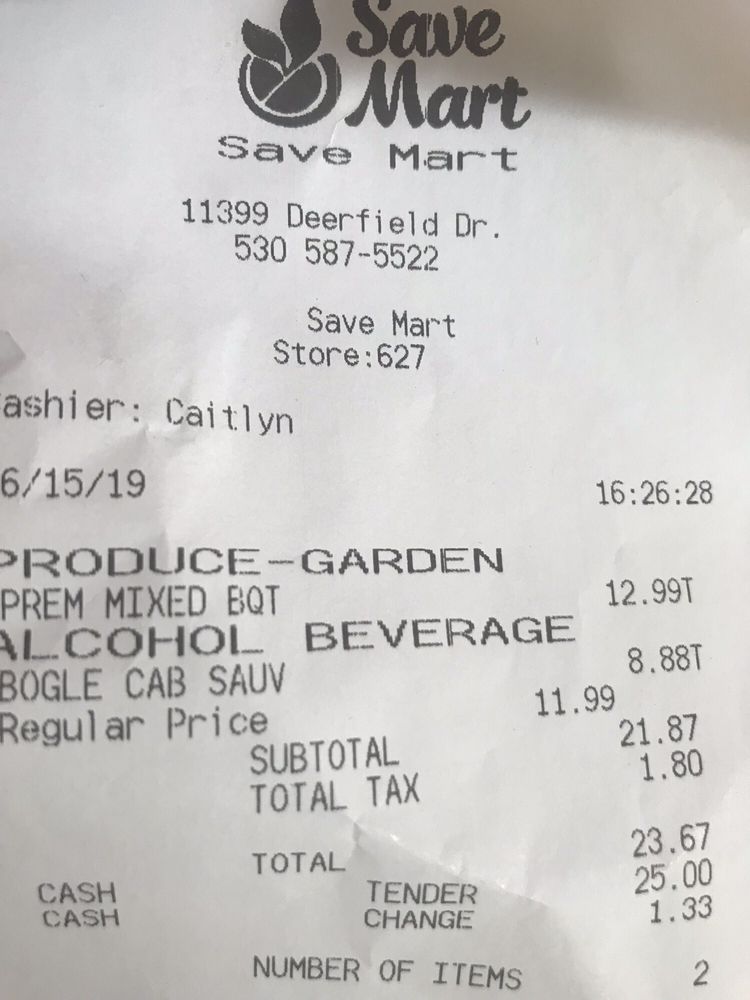 Save
Mart
Save Mart
11399 Deerfield Dr.
530 587-5522
Save Mart
Store:627
ashier: Caitlyn
6/15/19 16:26:28
PRODUCE-GARDEN
PREM MIXED BQT 12.99T
ALCOHOL BEVERAGE
BOGLE CAB SAUV 8.88T
Regular Price 11.99
SUBTOTAL 21.87
TOTAL TAX 1.80
TOTAL 23.67
CASH TENDER 25.00
CASH CHANGE 1.33
NUMBER OF ITEMS 2